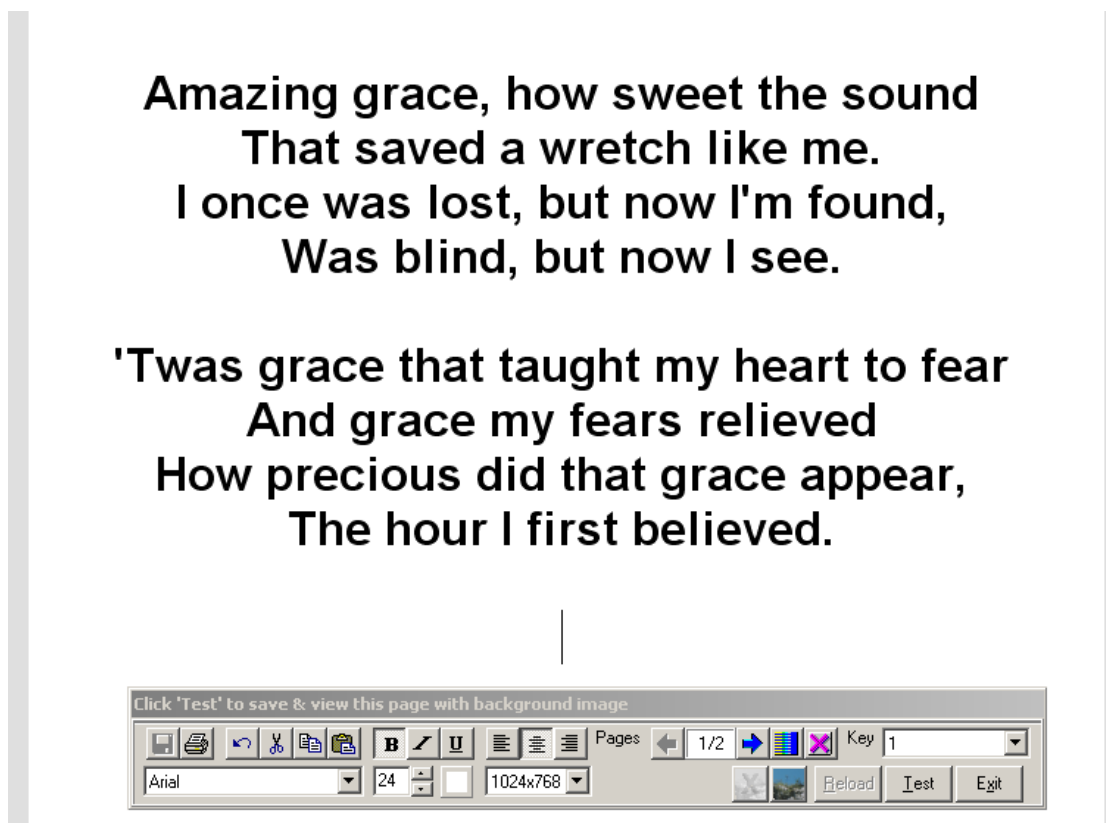 Amazing grace, how sweet the sound
That saved a wretch like me.
I once was lost, but now I'm found,
Was blind, but now I see.
'Twas grace that taught my heart to fear
And grace my fears relieved
How precious did that grace appear,
The hour I first believed.
Click 'Test' to save & view this page with background image
B I U Pages 1/2 Key 1
Arial 24 1024x768 Reload Test Exit